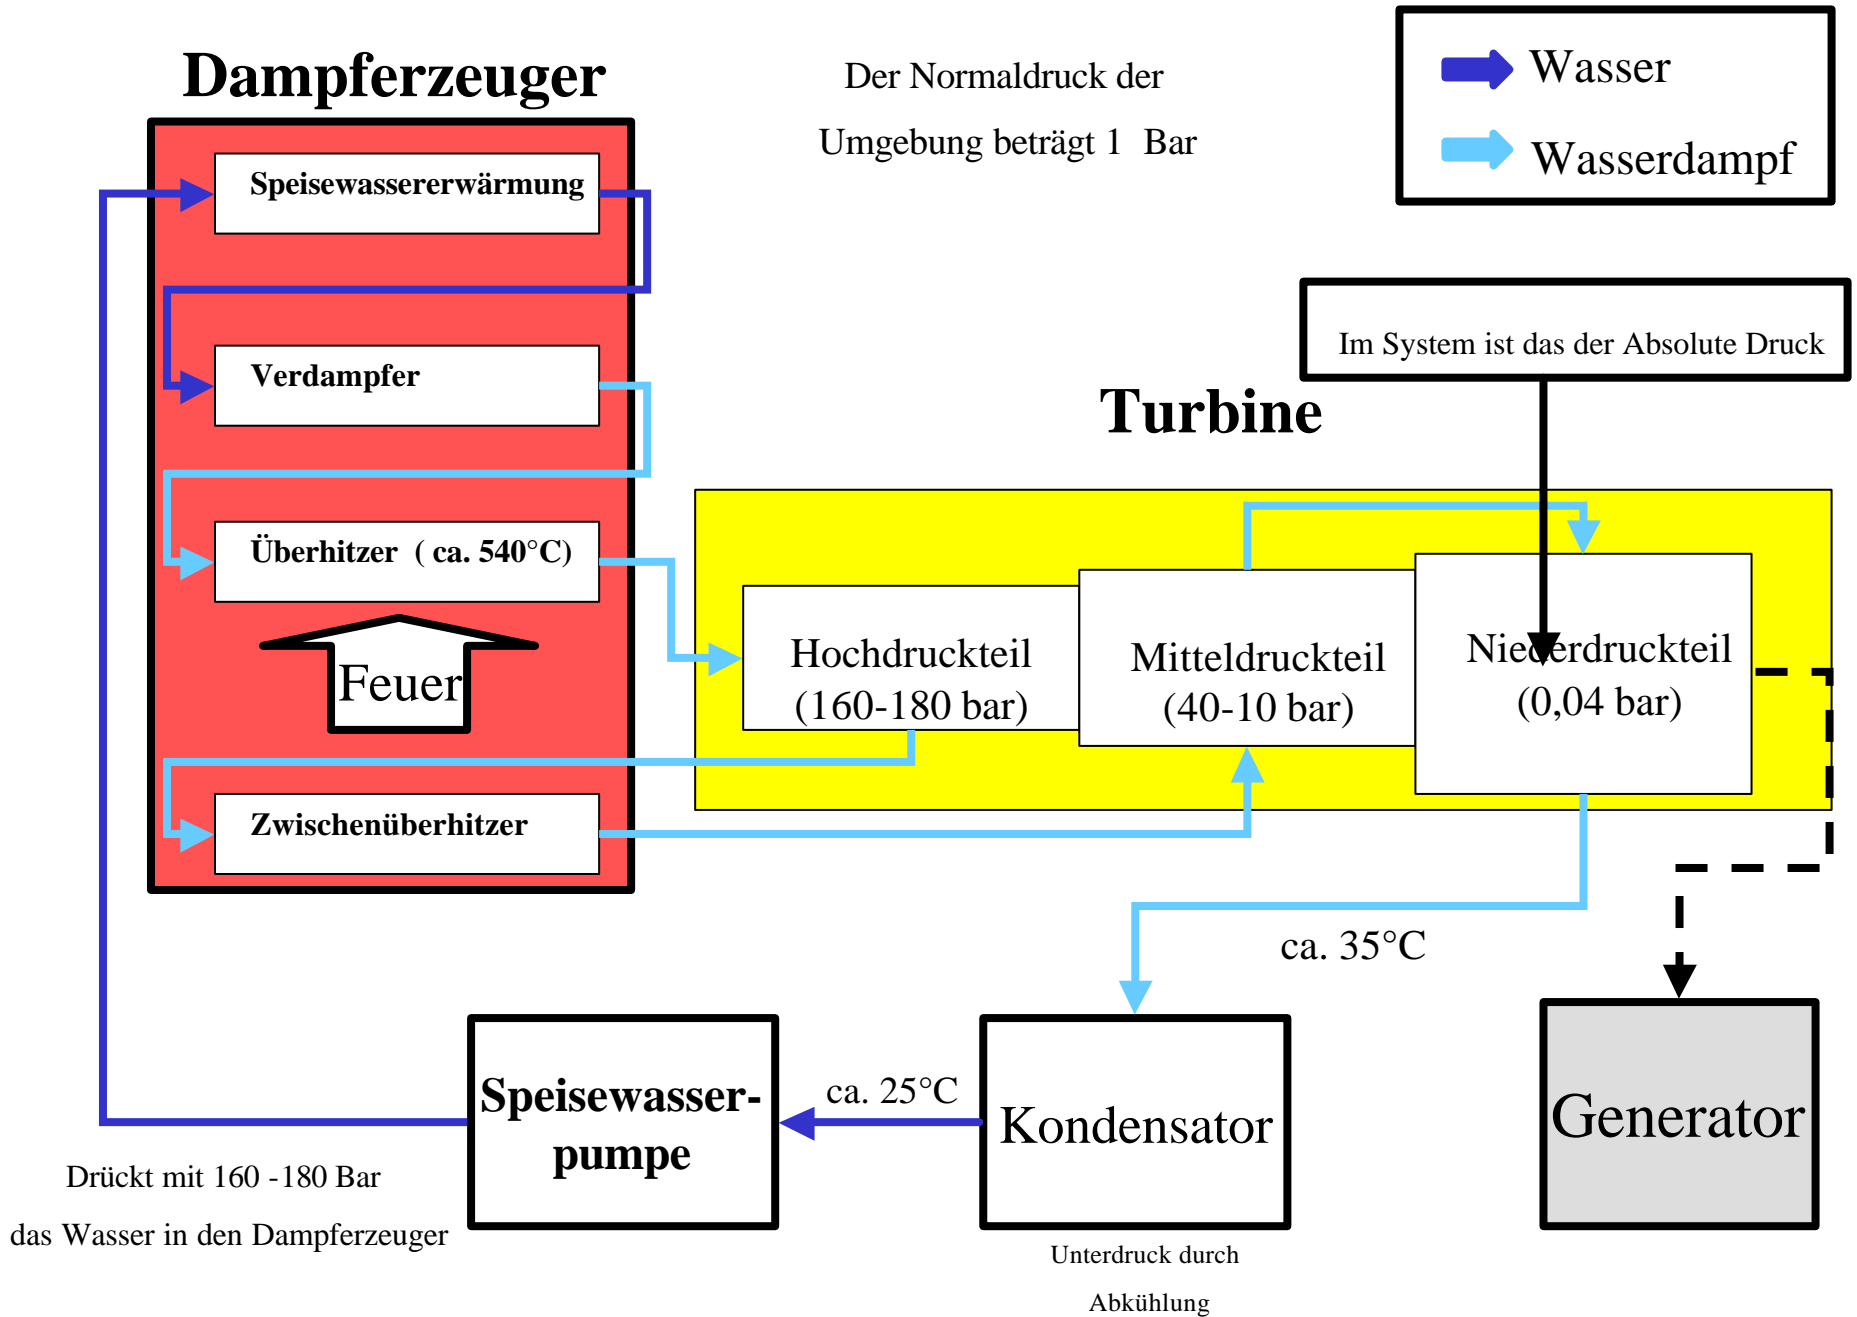 Dampferzeuger
Der Normaldruck der
Umgebung beträgt 1 Bar
Wasser
Wasserdampf
Speisewassererwärmung
Verdampfer
Überhitzer ( ca. 540°C)
Feuer
Zwischenüberhitzer
Im System ist das der Absolute Druck
Turbine
Hochdruckteil
(160-180 bar)
Mitteldruckteil
(40-10 bar)
Niederdruckteil
(0,04 bar)
ca. 35°C
Speisewasser-
pumpe
ca. 25°C
Kondensator
Generator
Drückt mit 160 -180 Bar
das Wasser in den Dampferzeuger
Unterdruck durch
Abkühlung